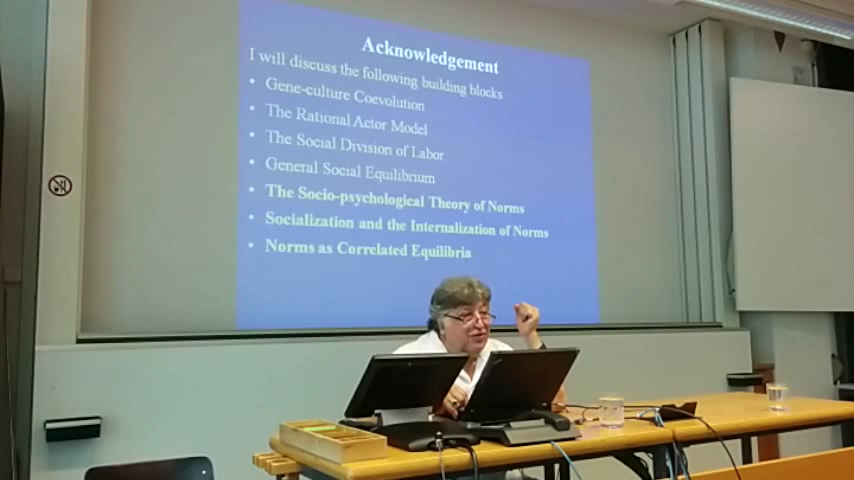 Acknowledgement
I will discuss the following building blocks
• Gene-culture Coevolution
• The Rational Actor Model
• The Social Division of Labor
• General Social Equilibrium
• The Socio-psychological Theory of Norms
• Socialization and the Internalization of Norms
• Norms as Correlated Equilibria